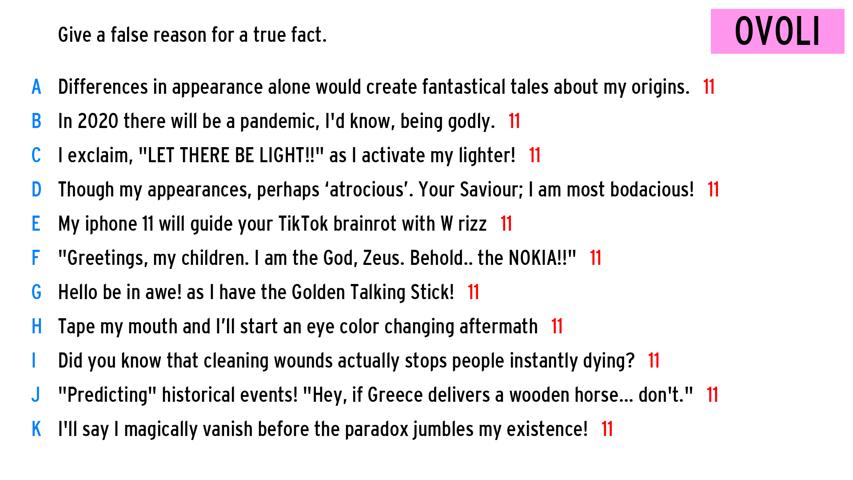 Give a false reason for a true fact.
OVOLI
A Differences in appearance alone would create fantastical tales about my origins. 11
B In 2020 there will be a pandemic, I'd know, being godly. 11
C I exclaim, "LET THERE BE LIGHT!!" as I activate my lighter! 11
D Though my appearances, perhaps ‘atrocious’. Your Saviour; I am most bodacious! 11
E My iphone 11 will guide your TikTok brainrot with W rizz 11
F "Greetings, my children. I am the God, Zeus. Behold.. the NOKIA!!" 11
G Hello be in awe! as I have the Golden Talking Stick! 11
H Tape my mouth and I’ll start an eye color changing aftermath 11
I Did you know that cleaning wounds actually stops people instantly dying? 11
J "Predicting" historical events! "Hey, if Greece delivers a wooden horse... don't." 11
K I'll say I magically vanish before the paradox jumbles my existence! 11